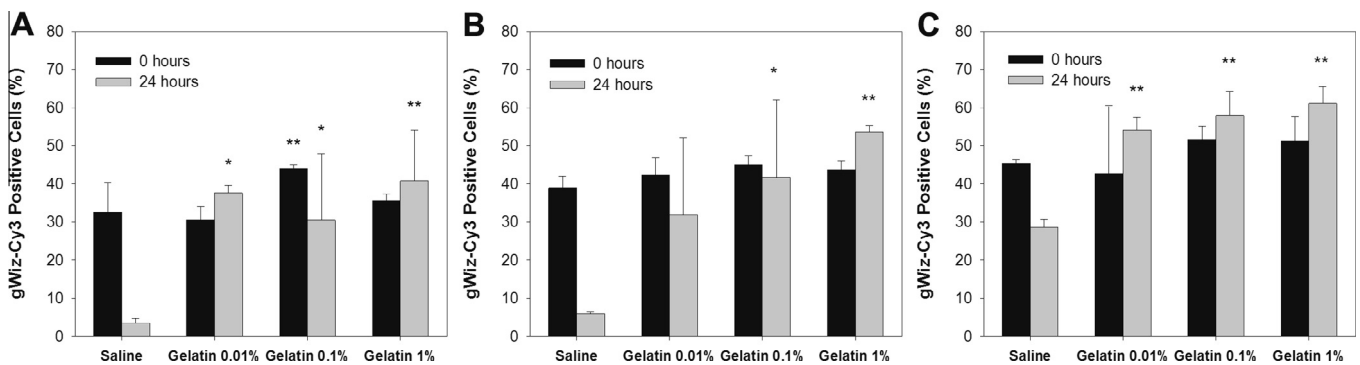 A
gWiz-Cy3 Positive Cells (%)
80
70
60
50
40
30
20
10
0
0 hours
24 hours
*
**
*
**
Saline Gelatin 0.01% Gelatin 0.1% Gelatin 1%
B
gWiz-Cy3 Positive Cells (%)
80
70
60
50
40
30
20
10
0
0 hours
24 hours
*
**
Saline Gelatin 0.01% Gelatin 0.1% Gelatin 1%
C
gWiz-Cy3 Positive Cells (%)
80
70
60
50
40
30
20
10
0
0 hours
24 hours
**
**
**
Saline Gelatin 0.01% Gelatin 0.1% Gelatin 1%